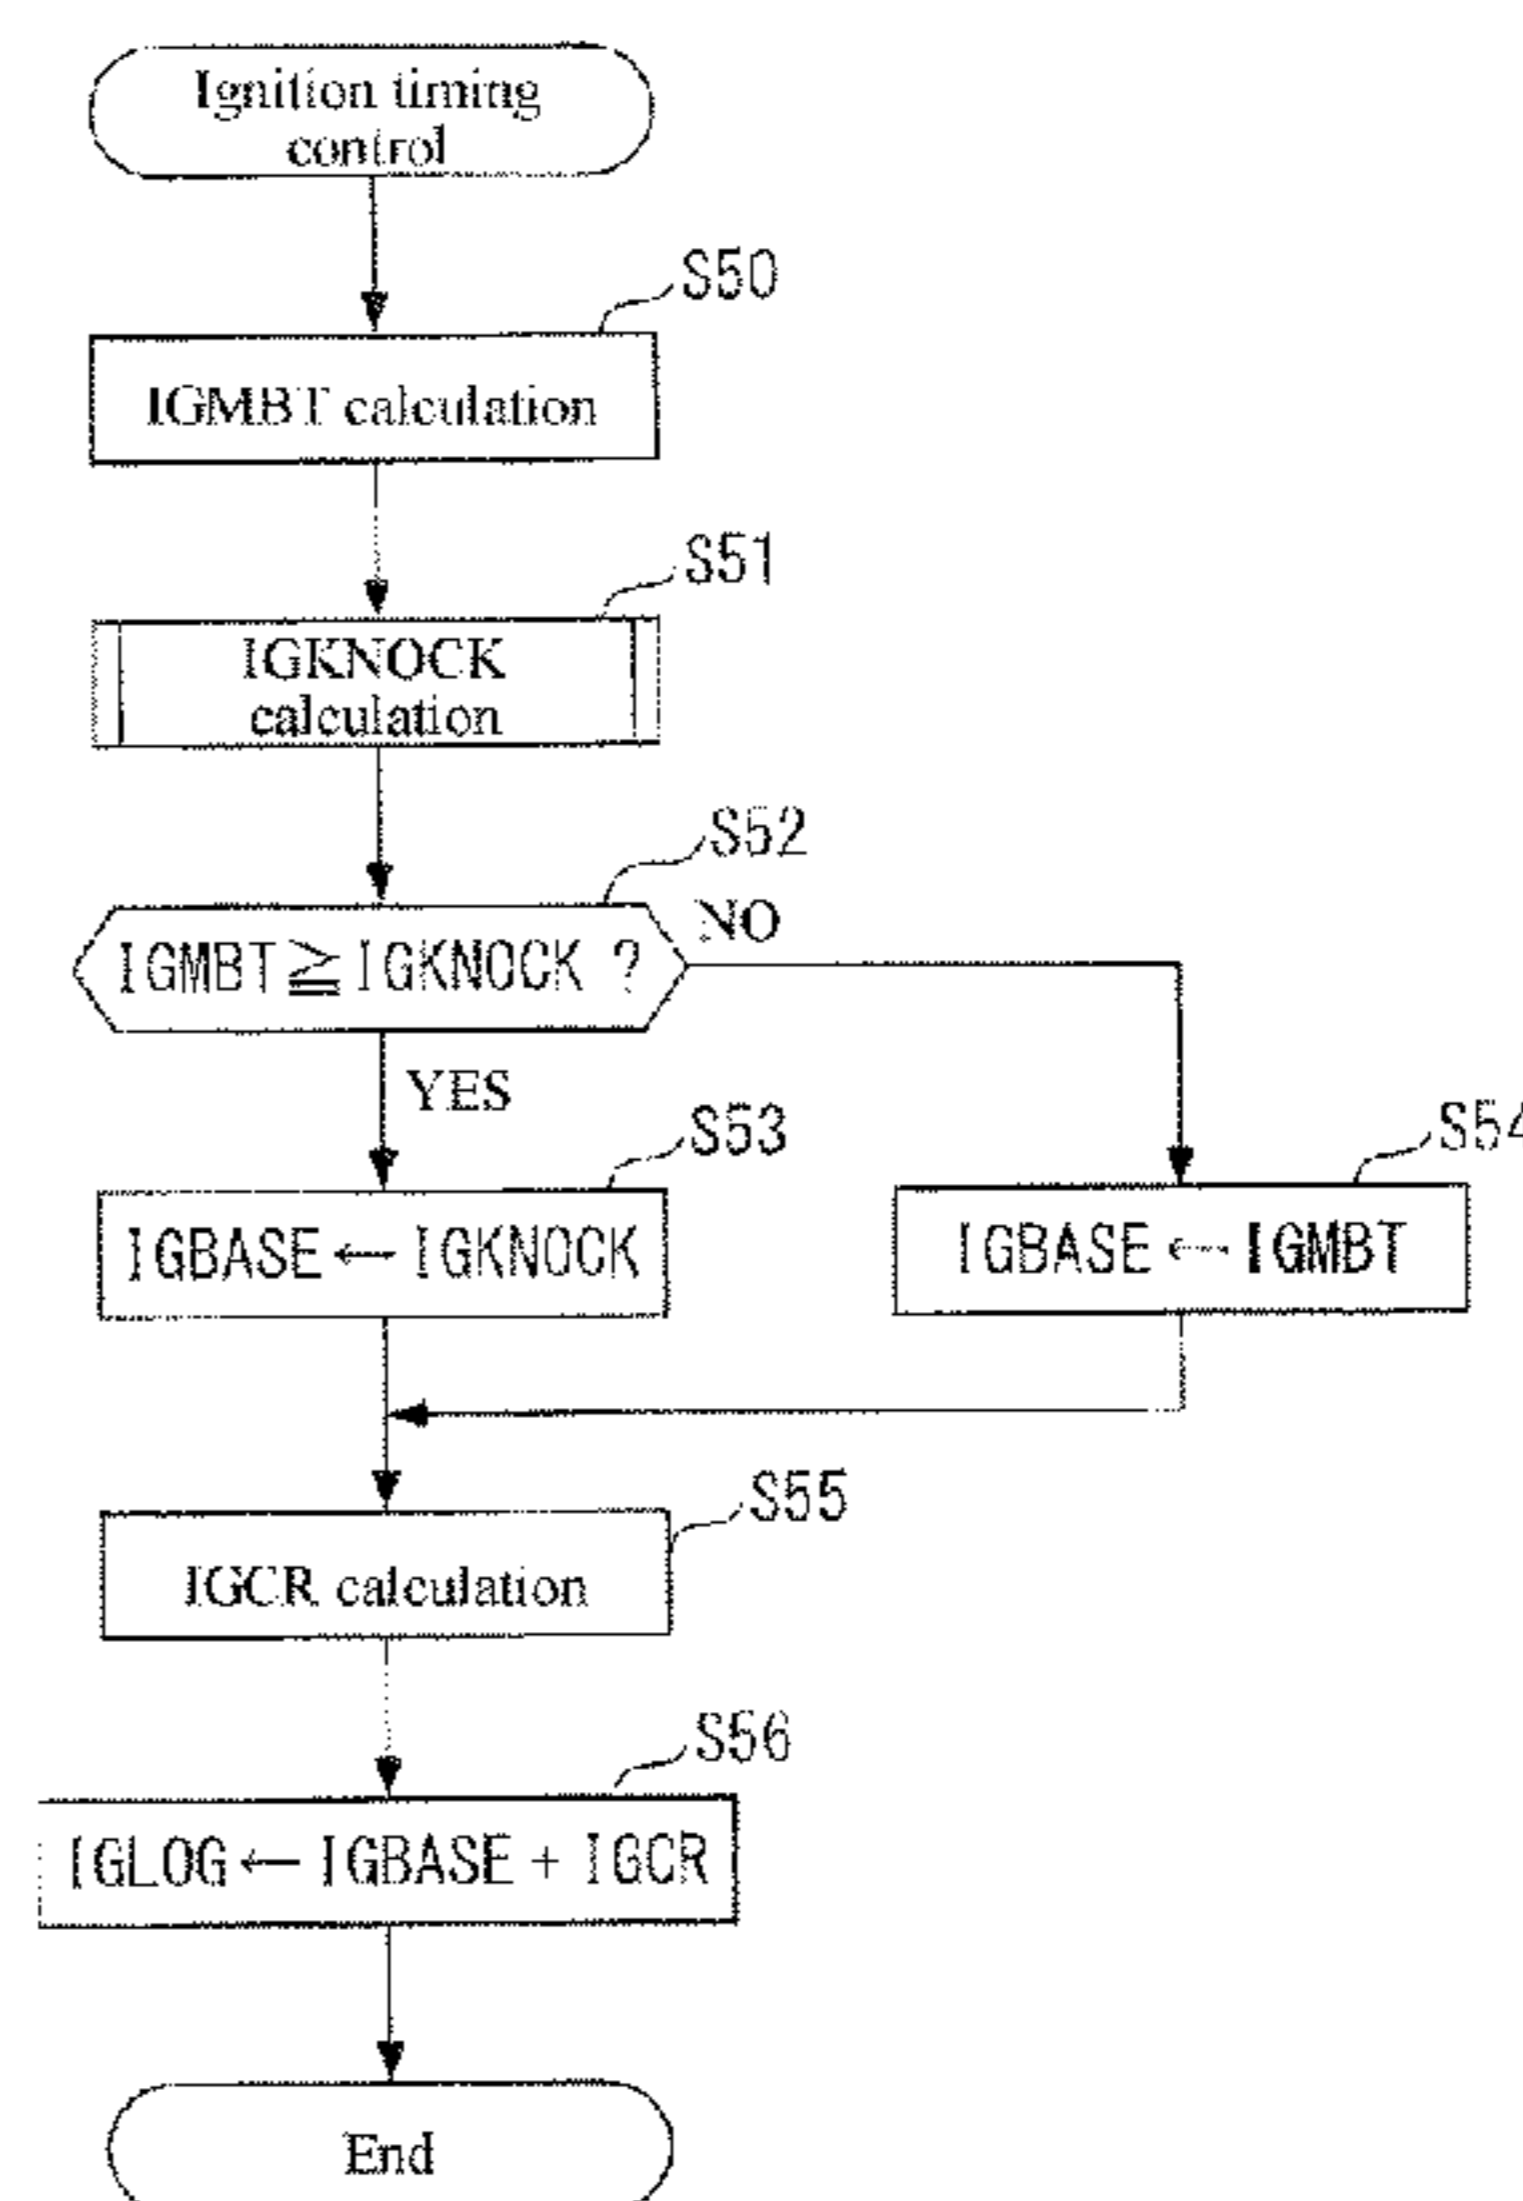 Ignition timing
control
S50
IGMBT calculation
S51
IGKNOCK
calculation
S52
IGMBT≧IGKNOCK ?
NO
YES
S53
S54
IGBASE←IGKNOCK
IGBASE←IGMBT
S55
IGCR calculation
S56
IGLOG←IGBASE+IGCR
End